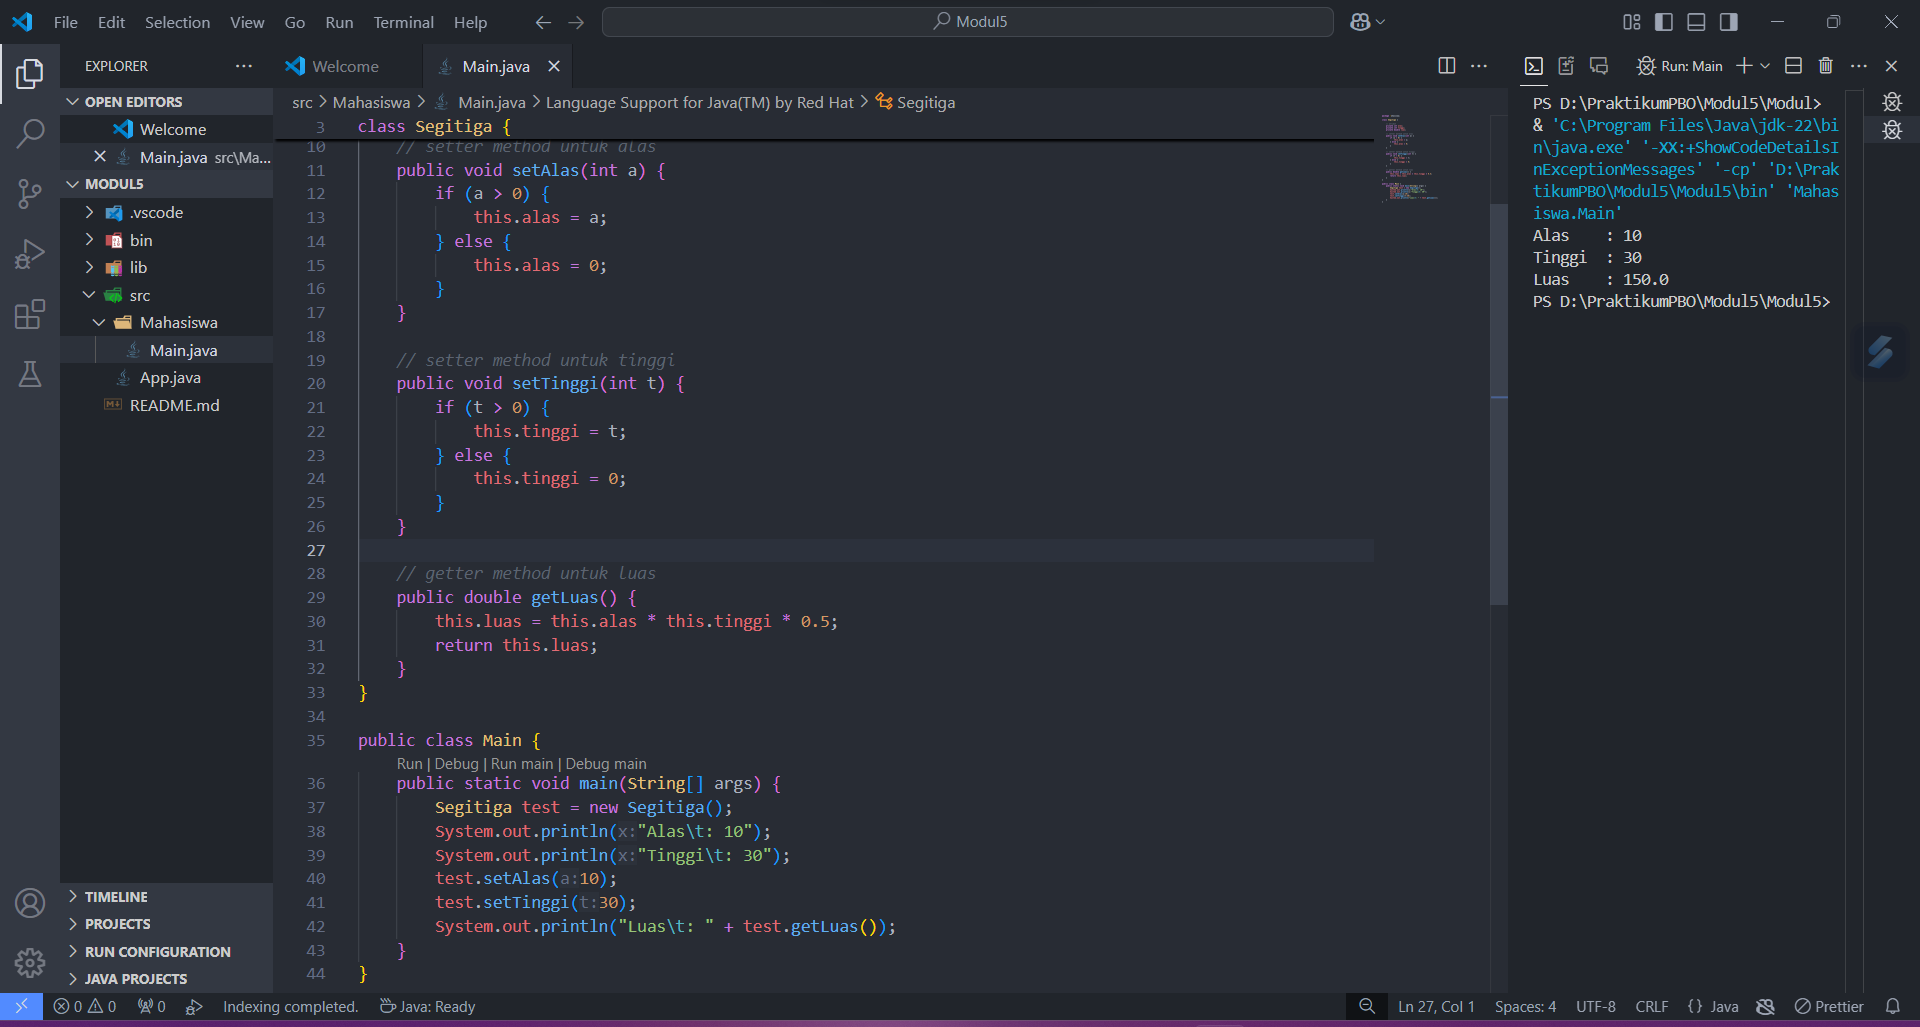 File Edit Selection View Go Run Terminal Help
Modul5
EXPLORER
OPEN EDITORS
Welcome
Main.java src\Ma...
MODUL5
.vscode
bin
lib
src
Mahasiswa
Main.java
App.java
README.md
TIMELINE
PROJECTS
RUN CONFIGURATION
JAVA PROJECTS
Welcome
Main.java
src > Mahasiswa > Main.java > Language Support for Java(TM) by Red Hat > Segitiga
3 class Segitiga {
10 // setter method untuk alas
11 public void setAlas(int a) {
12 if (a > 0) {
13 this.alas = a;
14 } else {
15 this.alas = 0;
16 }
17 }
18
19 // setter method untuk tinggi
20 public void setTinggi(int t) {
21 if (t > 0) {
22 this.tinggi = t;
23 } else {
24 this.tinggi = 0;
25 }
26 }
27
28 // getter method untuk luas
29 public double getLuas() {
30 this.luas = this.alas * this.tinggi * 0.5;
31 return this.luas;
32 }
33 }
34
35 public class Main {
Run | Debug | Run main | Debug main
36 public static void main(String[] args) {
37 Segitiga test = new Segitiga();
38 System.out.println(x:"Alas\t: 10");
39 System.out.println(x:"Tinggi\t: 30");
40 test.setAlas(a:10);
41 test.setTinggi(t:30);
42 System.out.println("Luas\t: " + test.getLuas());
43 }
44 }
Run: Main
PS D:\PraktikumPBO\Modul5\Modul>
& 'C:\Program Files\Java\jdk-22\bi
n\java.exe' '-XX:+ShowCodeDetailsI
nExceptionMessages' '-cp' 'D:\Prak
tikumPBO\Modul5\Modul5\bin' 'Mahas
iswa.Main'
Alas : 10
Tinggi : 30
Luas : 150.0
PS D:\PraktikumPBO\Modul5\Modul5>
0 0 0 Indexing completed. Java: Ready
Ln 27, Col 1 Spaces: 4 UTF-8 CRLF {} Java Prettier